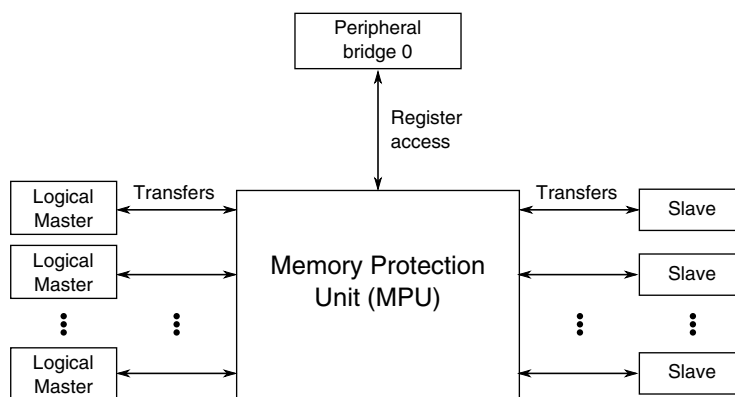 Peripheral
bridge 0
Register
access
Logical
Master
Transfers
Memory Protection
Unit (MPU)
Transfers
Slave
Logical
Master
Slave
Logical
Master
Slave